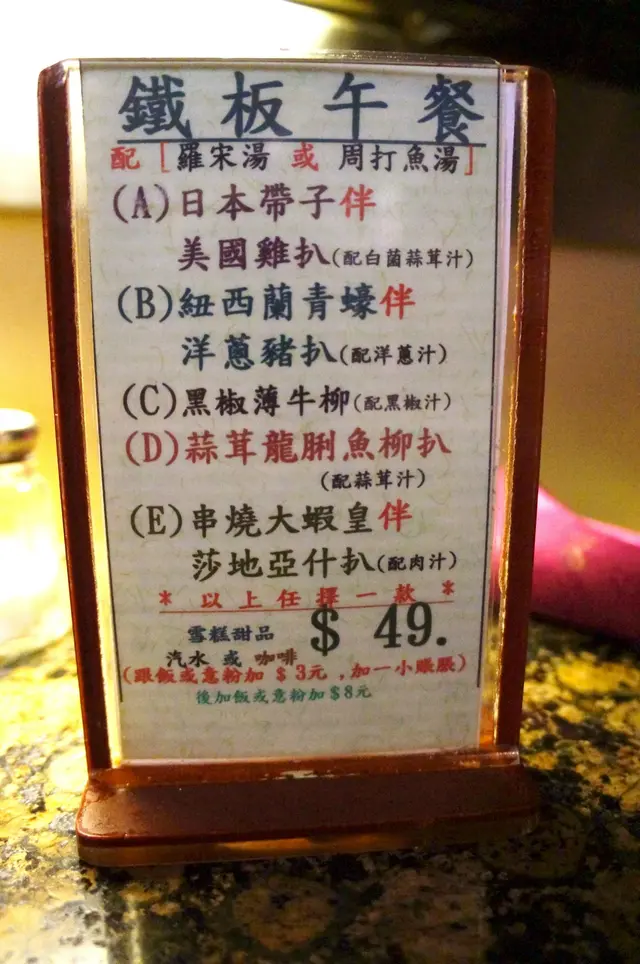 鐵板午餐
配[羅宋湯 或 周打魚湯]
(A)日本帶子伴
美國雞扒(配白菌蒜茸汁)
(B)紐西蘭青蠔伴
洋蔥豬扒(配洋蔥汁)
(C)黑椒薄牛柳(配黑椒汁)
(D)蒜茸龍脷魚柳扒
(配蒜茸汁)
(E)串燒大蝦皇伴
莎地亞什扒(配肉汁)
* 以上任擇一款 *
雪糕甜品 $ 49.
汽水 或 咖啡
(跟飯或意粉加 $3元 ,加一小賬脹)
後加飯或意粉加$8元